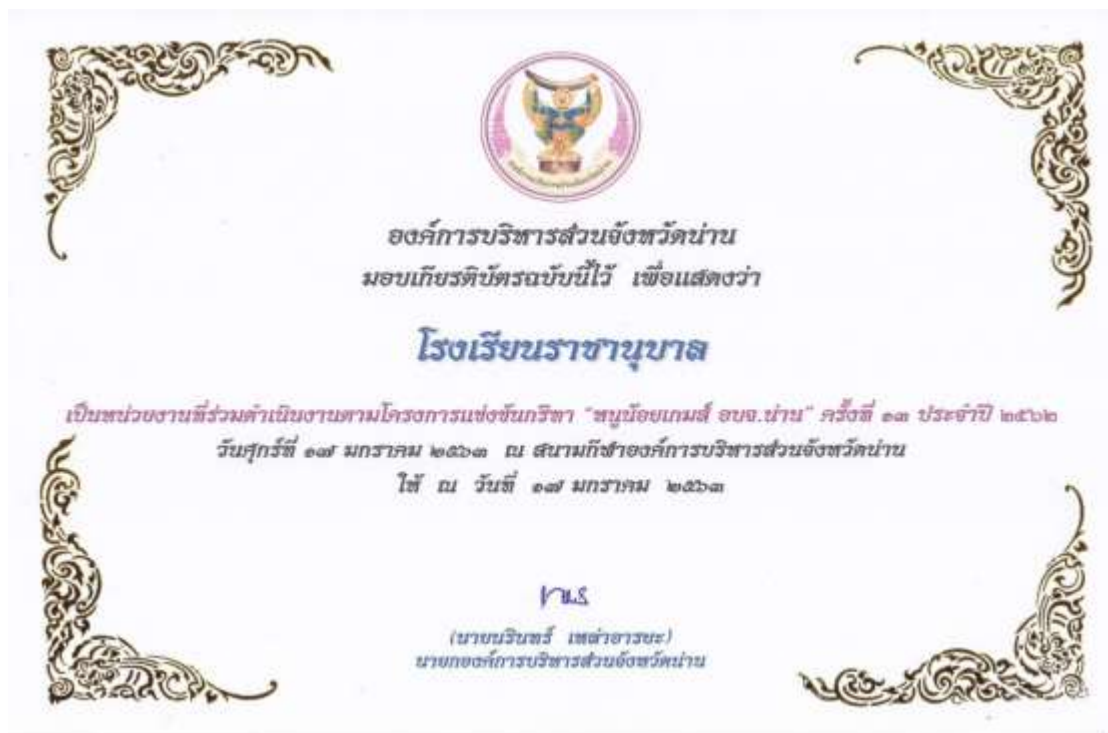 องค์การบริหารส่วนจังหวัดน่าน
มอบเกียรติบัตรฉบับนี้ไว้ เพื่อแสดงว่า
โรงเรียนราชานุบาล
เป็นหน่วยงานที่ร่วมดำเนินงานตามโครงการแข่งขันกรีฑา "หนูน้อยเกมส์ อบจ.น่าน" ครั้งที่ ๑๓ ประจำปี ๒๕๖๒
วันศุกร์ที่ ๑๗ มกราคม ๒๕๖๓ ณ สนามกีฬาองค์การบริหารส่วนจังหวัดน่าน
ให้ ณ วันที่ ๑๗ มกราคม ๒๕๖๓
(นายนรินทร์ เหล่าอารยะ)
นายกองค์การบริหารส่วนจังหวัดน่าน